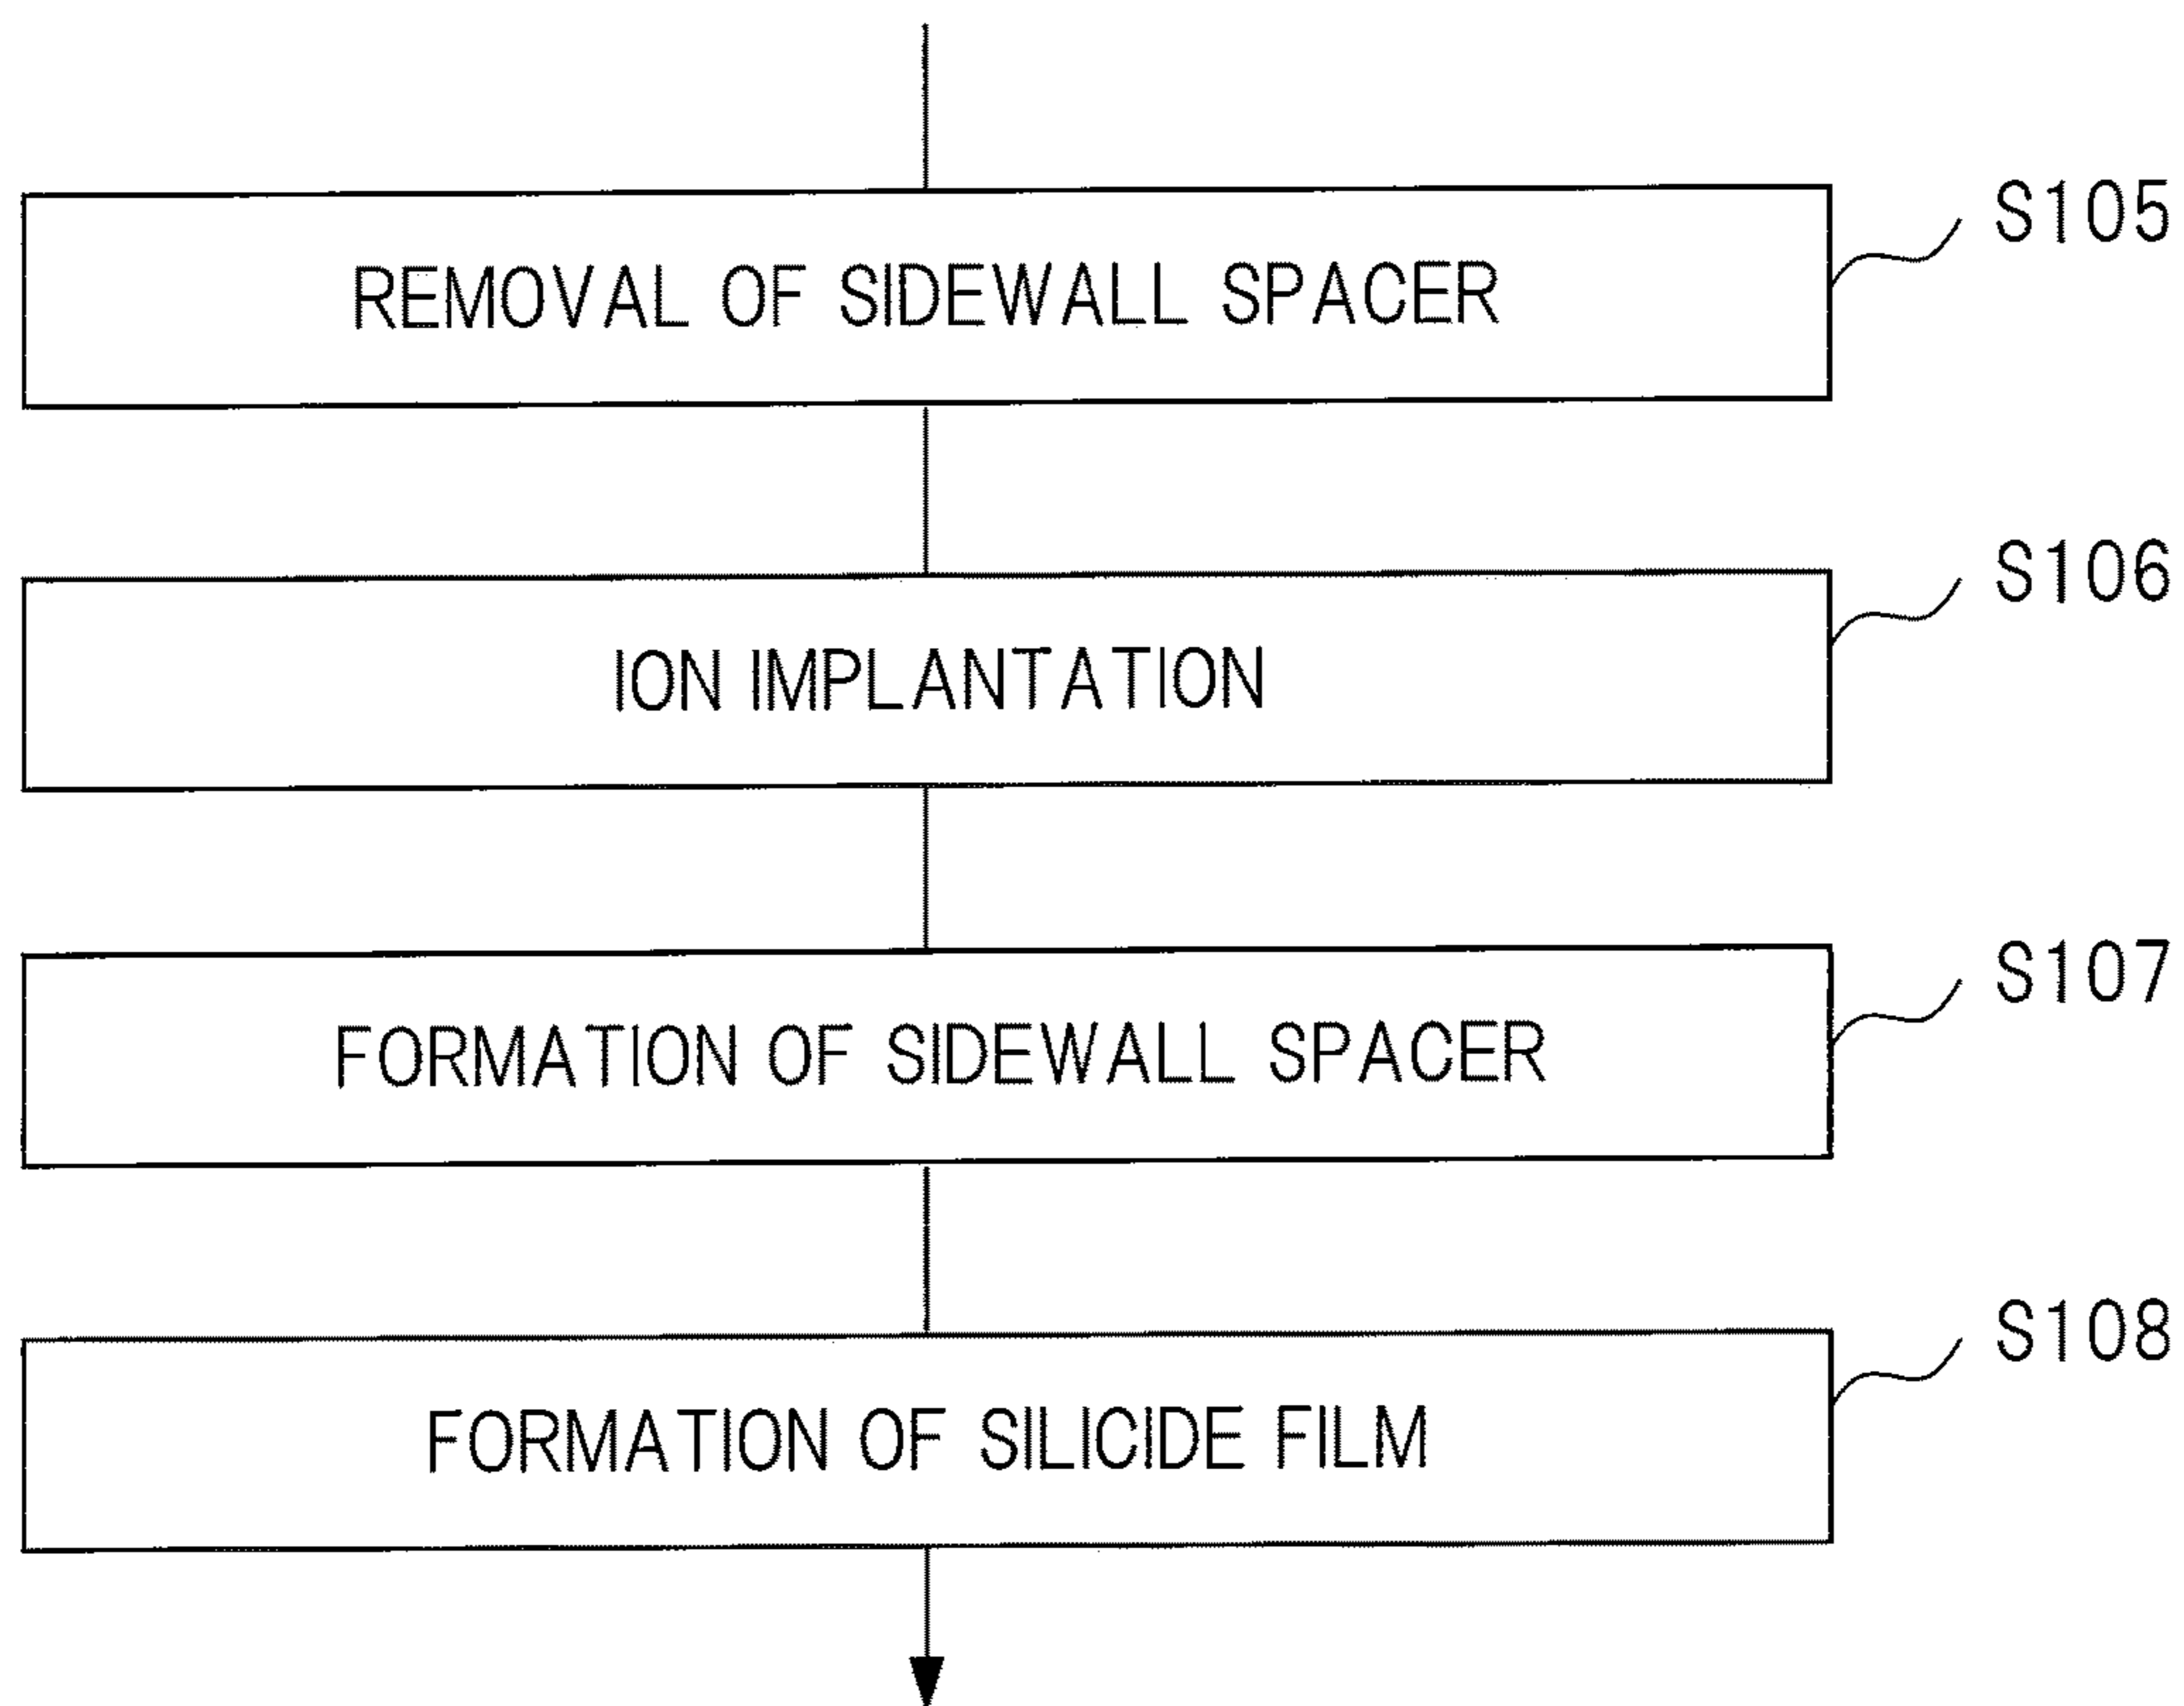 S105
REMOVAL OF SIDEWALL SPACER
S106
ION IMPLANTATION
S107
FORMATION OF SIDEWALL SPACER
S108
FORMATION OF SILICIDE FILM